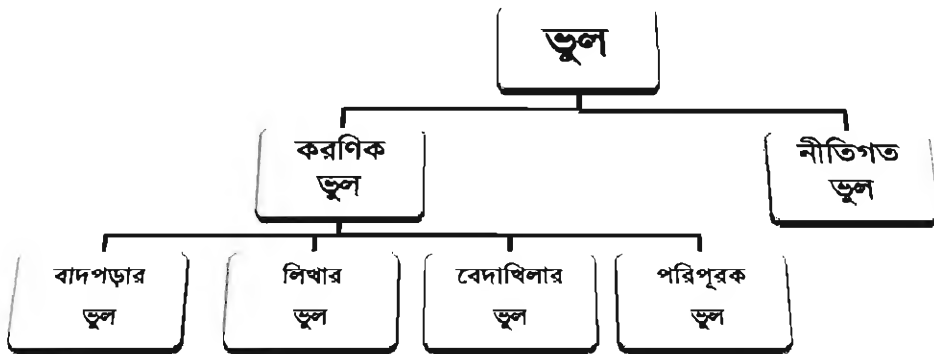 ভুল
করণিক
ভুল
নীতিগত
ভুল
বাদপড়ার
ভুল
লিখার
ভুল
বেদাখিলার
ভুল
পরিপূরক
ভুল